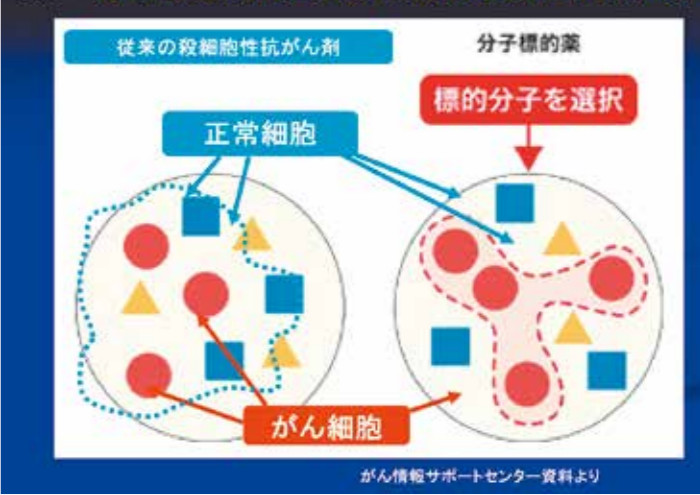 従来の殺細胞性抗がん剤
分子標的薬
標的分子を選択
正常細胞
がん細胞
がん情報サポートセンター資料より